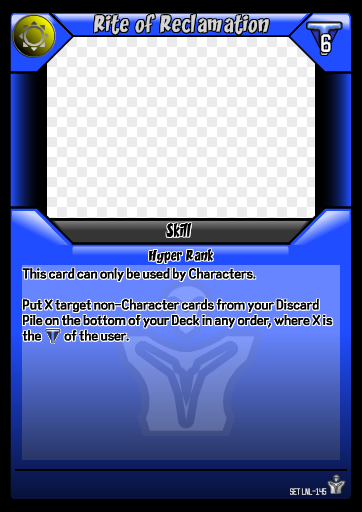 Rite of Reclamation
6
Skill
Hyper Rank
This card can only be used by Characters.
Put X target non-Character cards from your Discard
Pile on the bottom of your Deck in any order, where X is
the of the user.
SET LNL-145